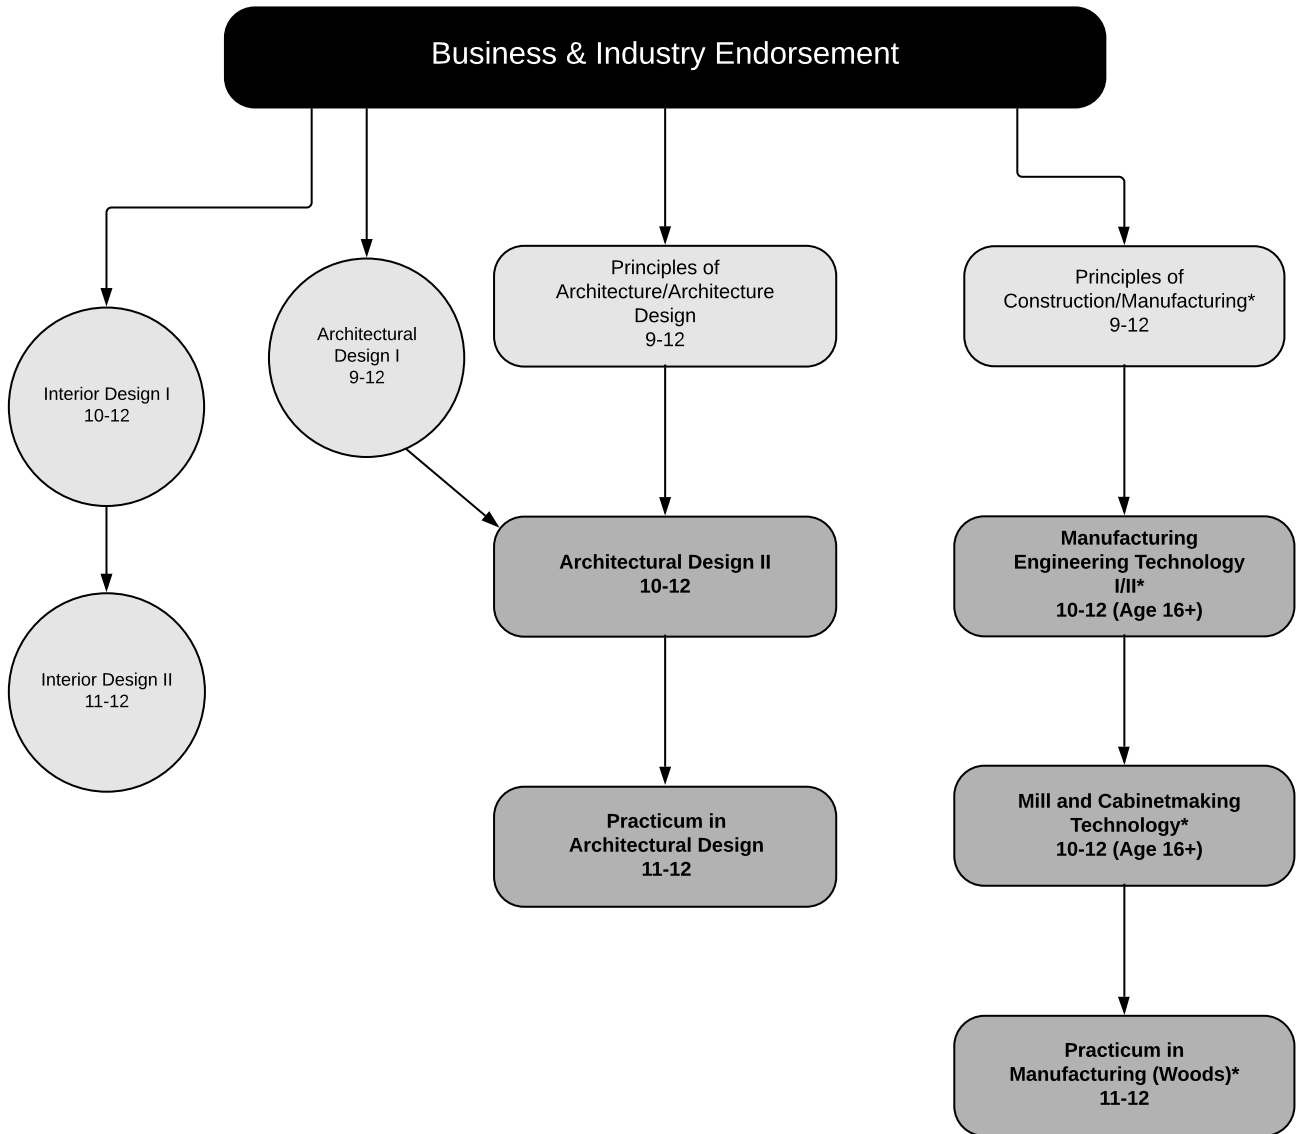 Business & Industry Endorsement
Interior Design I
10-12
Interior Design II
11-12
Architectural
Design I
9-12
Principles of
Architecture/Architecture
Design
9-12
Architectural Design II
10-12
Practicum in
Architectural Design
11-12
Principles of
Construction/Manufacturing*
9-12
Manufacturing
Engineering Technology
I/II*
10-12 (Age 16+)
Mill and Cabinetmaking
Technology*
10-12 (Age 16+)
Practicum in
Manufacturing (Woods)*
11-12